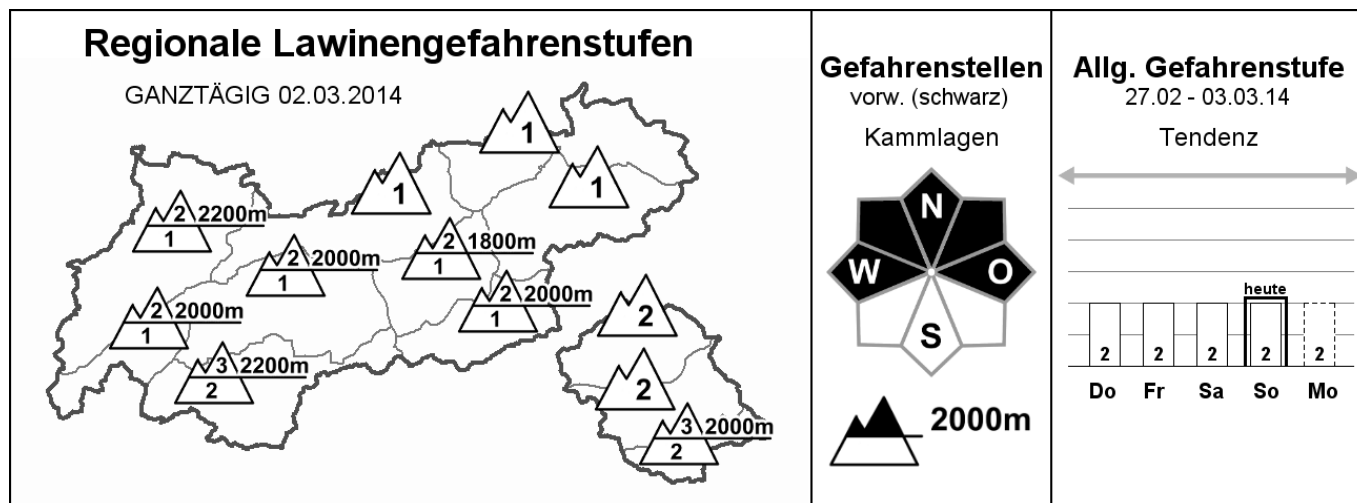 Regionale Lawinengefahrenstufen
GANZTÄGIG 02.03.2014
1
1
1
2 2200m
1
2 2000m
1
2 1800m
1
2 2000m
1
2 2000m
1
3 2200m
2
2
2
3 2000m
2
Gefahrenstellen
vorw. (schwarz)
Kammlagen
N
W O
S
2000m
Allg. Gefahrenstufe
27.02 - 03.03.14
Tendenz
heute
2 2 2 2 2
Do Fr Sa So Mo